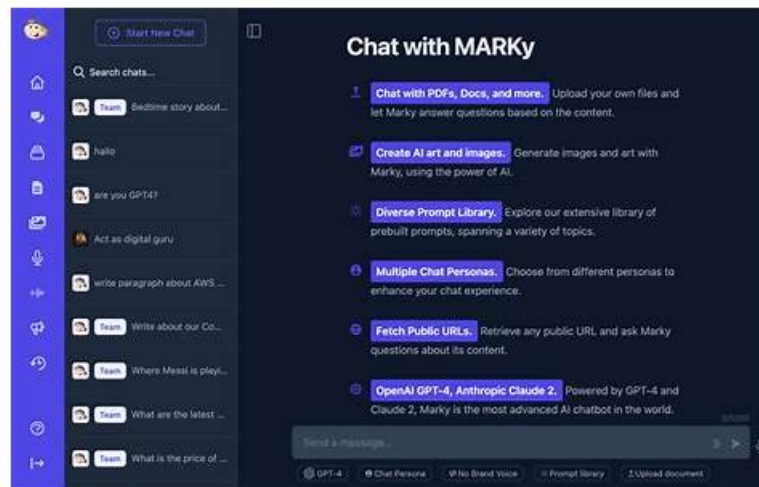 Start New Chat
Search chats...
Team Bedtime story about...
hallo
are you GPT4?
Act as digital guru
write paragraph about AWS ...
Team Write about our Co...
Team Where Messi is playi...
Team What are the latest ...
Team What is the price of ...
Chat with MARKy
Chat with PDFs, Docs, and more. Upload your own files and
let Marky answer questions based on the content.
Create AI art and images. Generate images and art with
Marky, using the power of AI.
Diverse Prompt Library. Explore our extensive library of
prebuilt prompts, spanning a variety of topics.
Multiple Chat Personas. Choose from different personas to
enhance your chat experience.
Fetch Public URLs. Retrieve any public URL and ask Marky
questions about its content.
OpenAI GPT-4, Anthropic Claude 2. Powered by GPT-4 and
Claude 2, Marky is the most advanced AI chatbot in the world.
Send a message...
GPT-4 Chat Persona No Brand Voice Prompt library Upload document